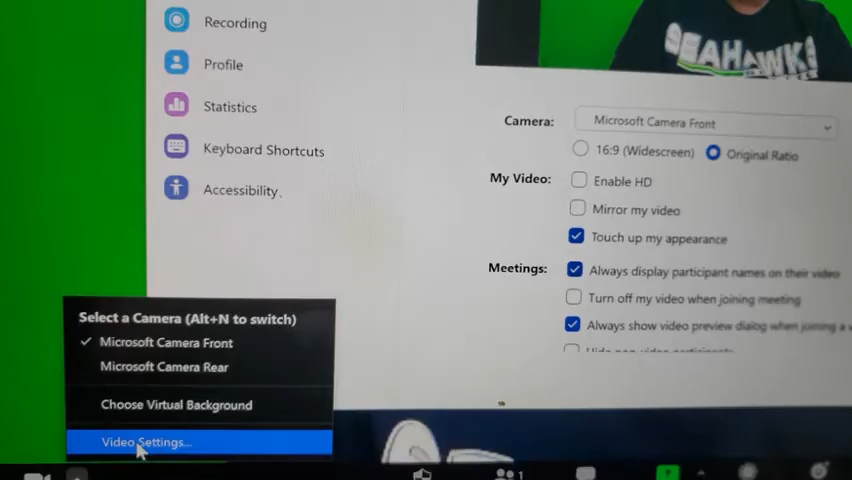 Recording
Profile
Statistics
Keyboard Shortcuts
Accessibility
SEAHAWKS
Camera: Microsoft Camera Front
16:9 (Widescreen) Original Ratio
My Video: Enable HD
Mirror my video
Touch up my appearance
Meetings: Always display participant names on their video
Turn off my video when joining meeting
Always show video preview dialog when joining a
Select a Camera (Alt+N to switch)
Microsoft Camera Front
Microsoft Camera Rear
Choose Virtual Background
Video Settings...
1